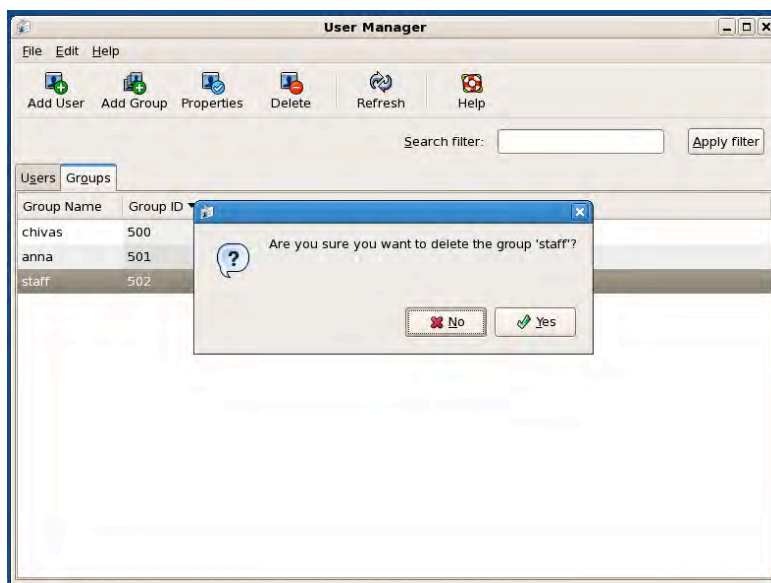 User Manager
File Edit Help
Add User Add Group Properties Delete Refresh Help
Search filter: Apply filter
Users Groups
Group Name Group ID
chivas 500
anna 501
staff 502
Are you sure you want to delete the group 'staff'?
No Yes